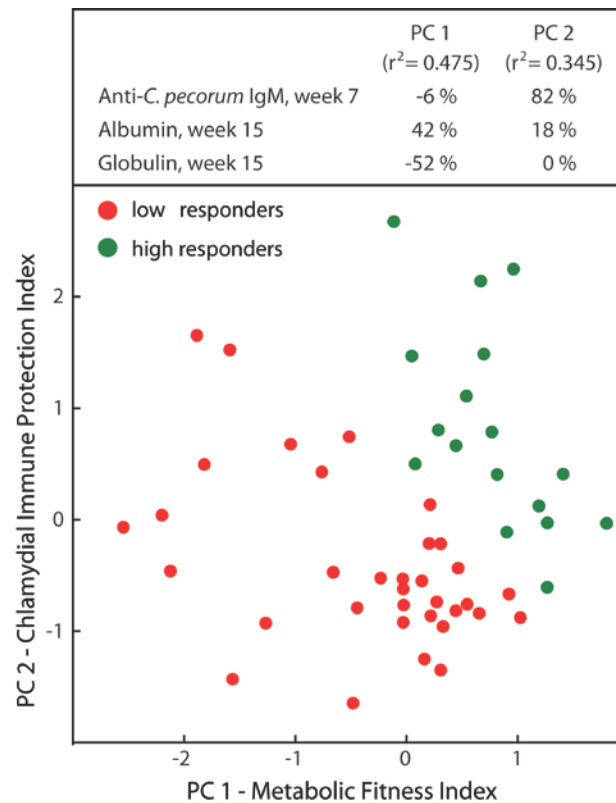 PC 1 PC 2
(r²= 0.475) (r²= 0.345)
Anti-C. pecorum IgM, week 7 -6 % 82 %
Albumin, week 15 42 % 18 %
Globulin, week 15 -52 % 0 %
low responders
high responders
2
1
0
-1
PC 2 - Chlamydial Immune Protection Index
-2 -1 0 1
PC 1 - Metabolic Fitness Index